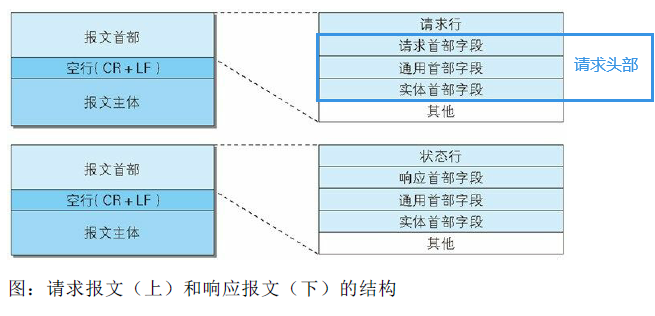 报文首部
空行(CR+LF)
报文主体
请求行
请求首部字段
通用首部字段
实体首部字段
其他
请求头部
报文首部
空行(CR+LF)
报文主体
状态行
响应首部字段
通用首部字段
实体首部字段
其他
图：请求报文（上）和响应报文（下）的结构